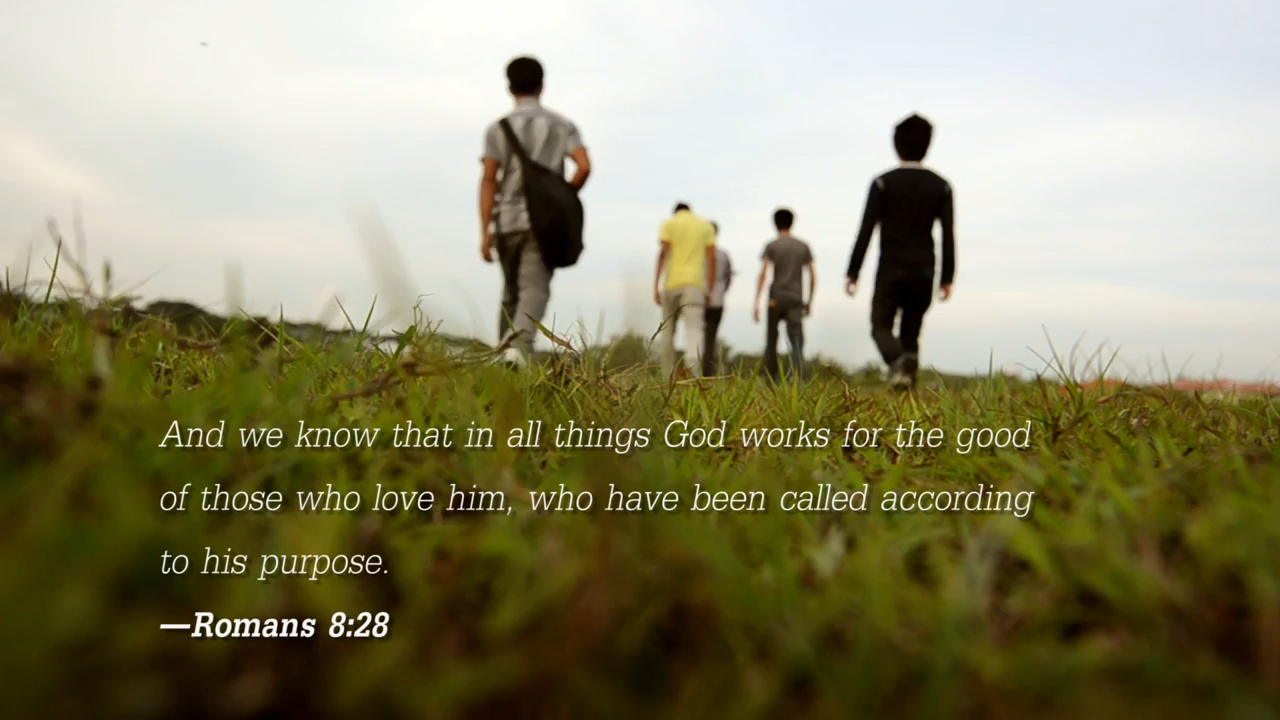 And we know that in all things God works for the good
of those who love him, who have been called according
to his purpose.
—Romans 8:28